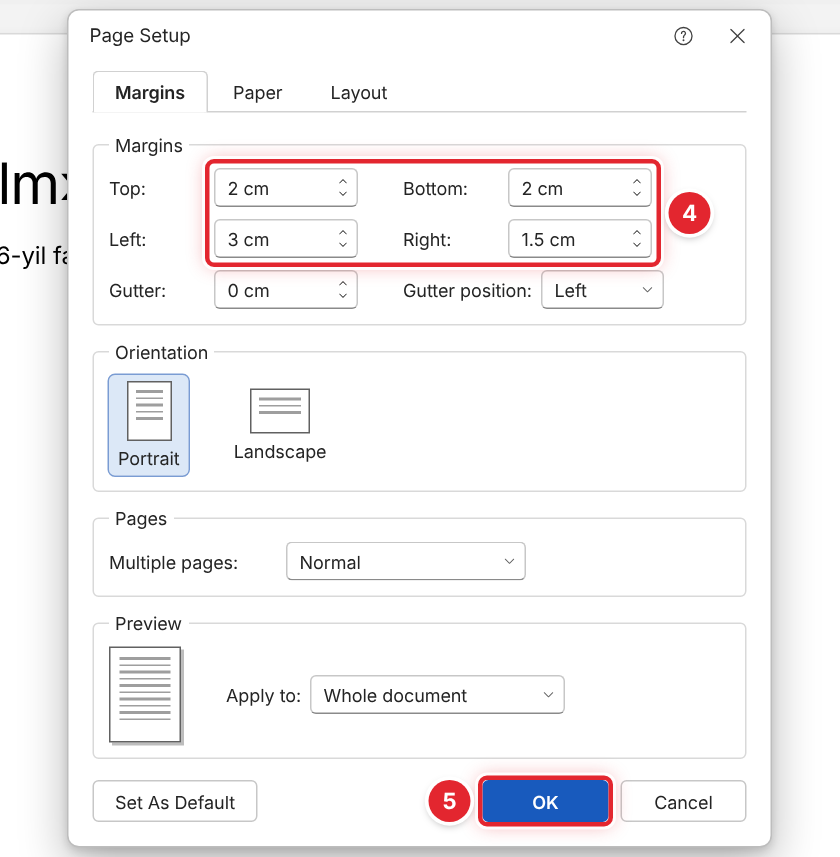 Page Setup
Margins Paper Layout
Margins
Top: 2 cm Bottom: 2 cm
4
Left: 3 cm Right: 1.5 cm
Gutter: 0 cm Gutter position: Left
Orientation
Portrait Landscape
Pages
Multiple pages: Normal
Preview
Apply to: Whole document
Set As Default 5 OK Cancel
6-yil